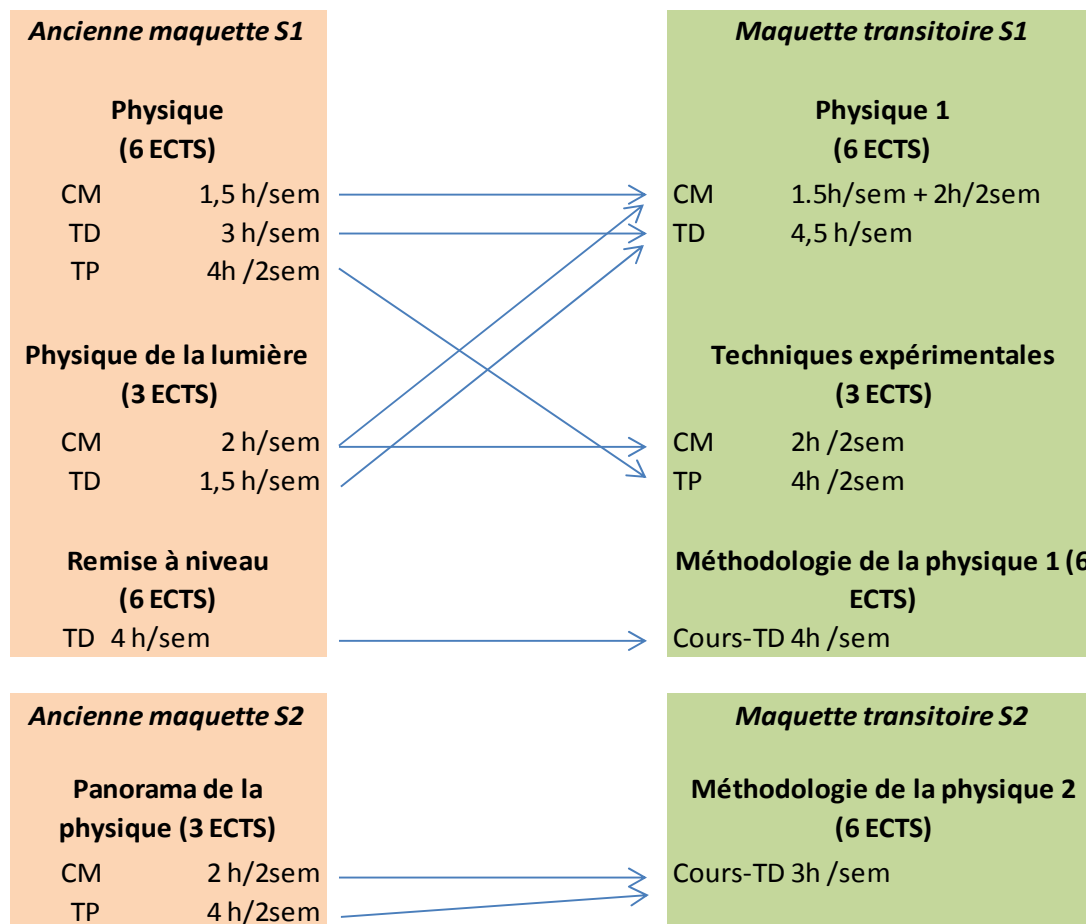 Ancienne maquette S1
Physique
(6 ECTS)
CM 1,5 h/sem
TD 3 h/sem
TP 4h /2sem
Physique de la lumière
(3 ECTS)
CM 2 h/sem
TD 1,5 h/sem
Remise à niveau
(6 ECTS)
TD 4 h/sem
Maquette transitoire S1
Physique 1
(6 ECTS)
CM 1.5h/sem + 2h/2sem
TD 4,5 h/sem
Techniques expérimentales
(3 ECTS)
CM 2h /2sem
TP 4h /2sem
Méthodologie de la physique 1 (6
ECTS)
Cours-TD 4h /sem
Ancienne maquette S2
Panorama de la
physique (3 ECTS)
CM 2 h/2sem
TP 4 h/2sem
Maquette transitoire S2
Méthodologie de la physique 2
(6 ECTS)
Cours-TD 3h /sem